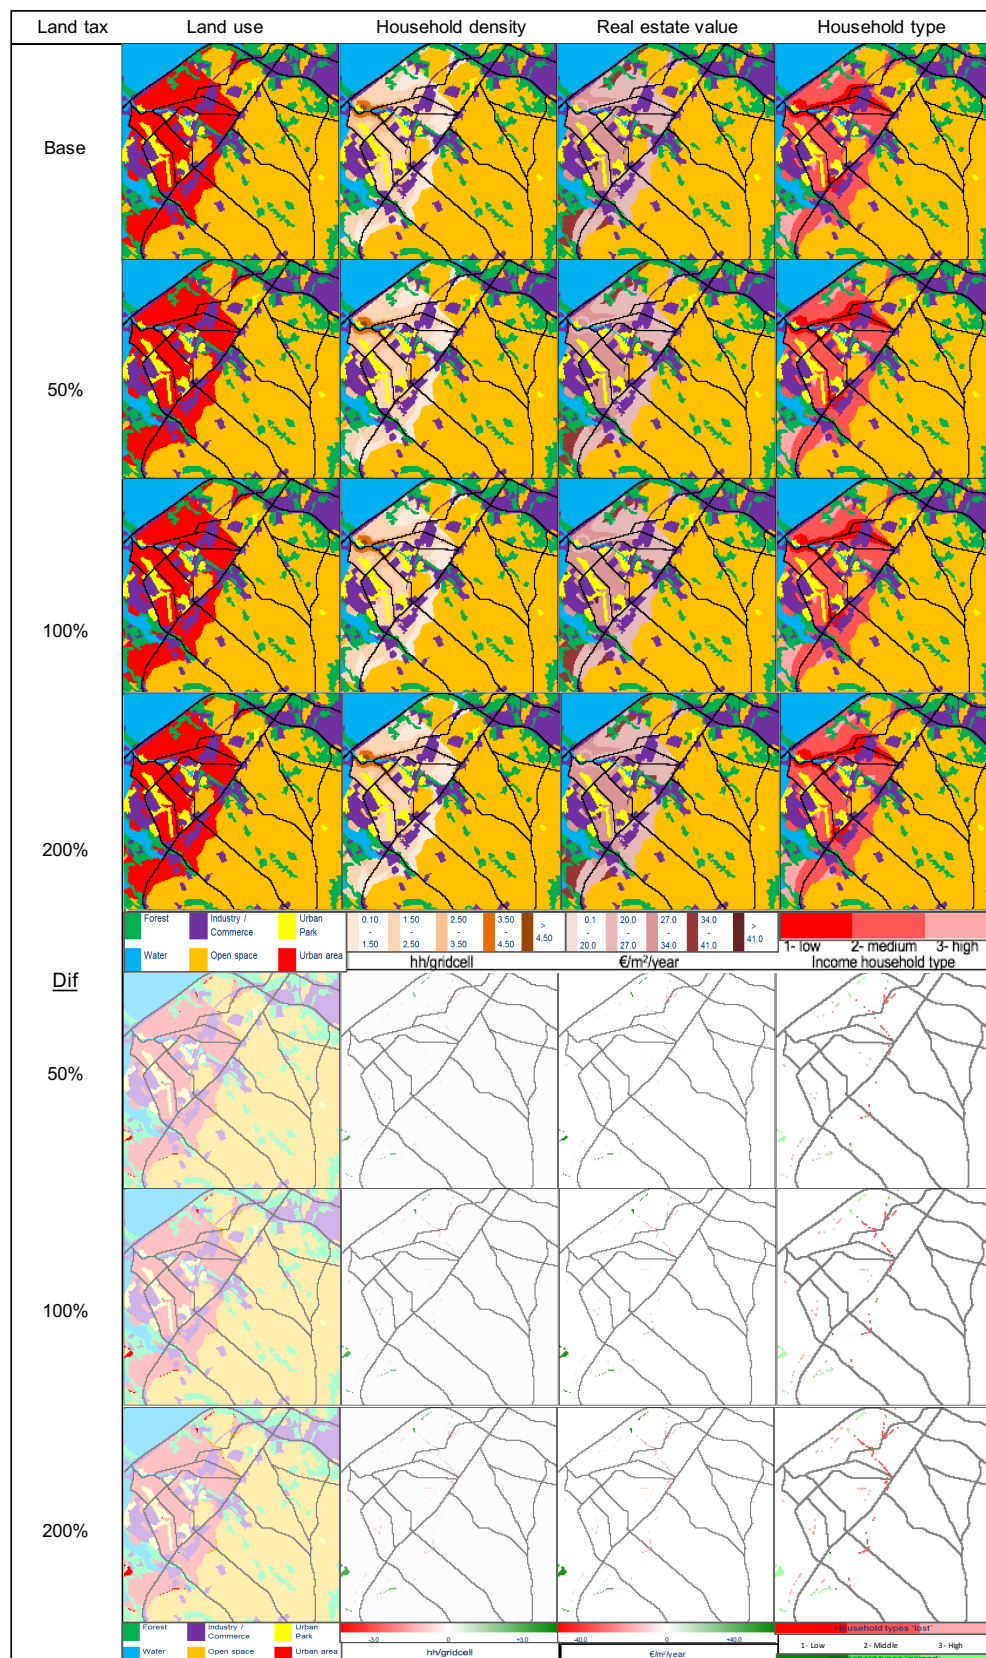 Land tax Land use Household density Real estate value Household type
Base
50%
100%
200%
Forest Industry / Commerce Urban Park
Water Open space Urban area
0.10 - 1.50 1.50 - 2.50 2.50 - 3.50 3.50 - 4.50 > 4.50
hh/gridcell
0.1 - 20.0 20.0 - 27.0 27.0 - 34.0 34.0 - 41.0 > 41.0
€/m²/year
1- low 2- medium 3- high
Income household type
Dif
50%
100%
200%
Forest Industry / Commerce Urban Park
Water Open space Urban area
-3.0 0 +3.0
hh/gridcell
-40.0 0 +40.0
€/m²/year
Household types 'lost'
1- Low 2- Middle 3- High
Household types 'gained'